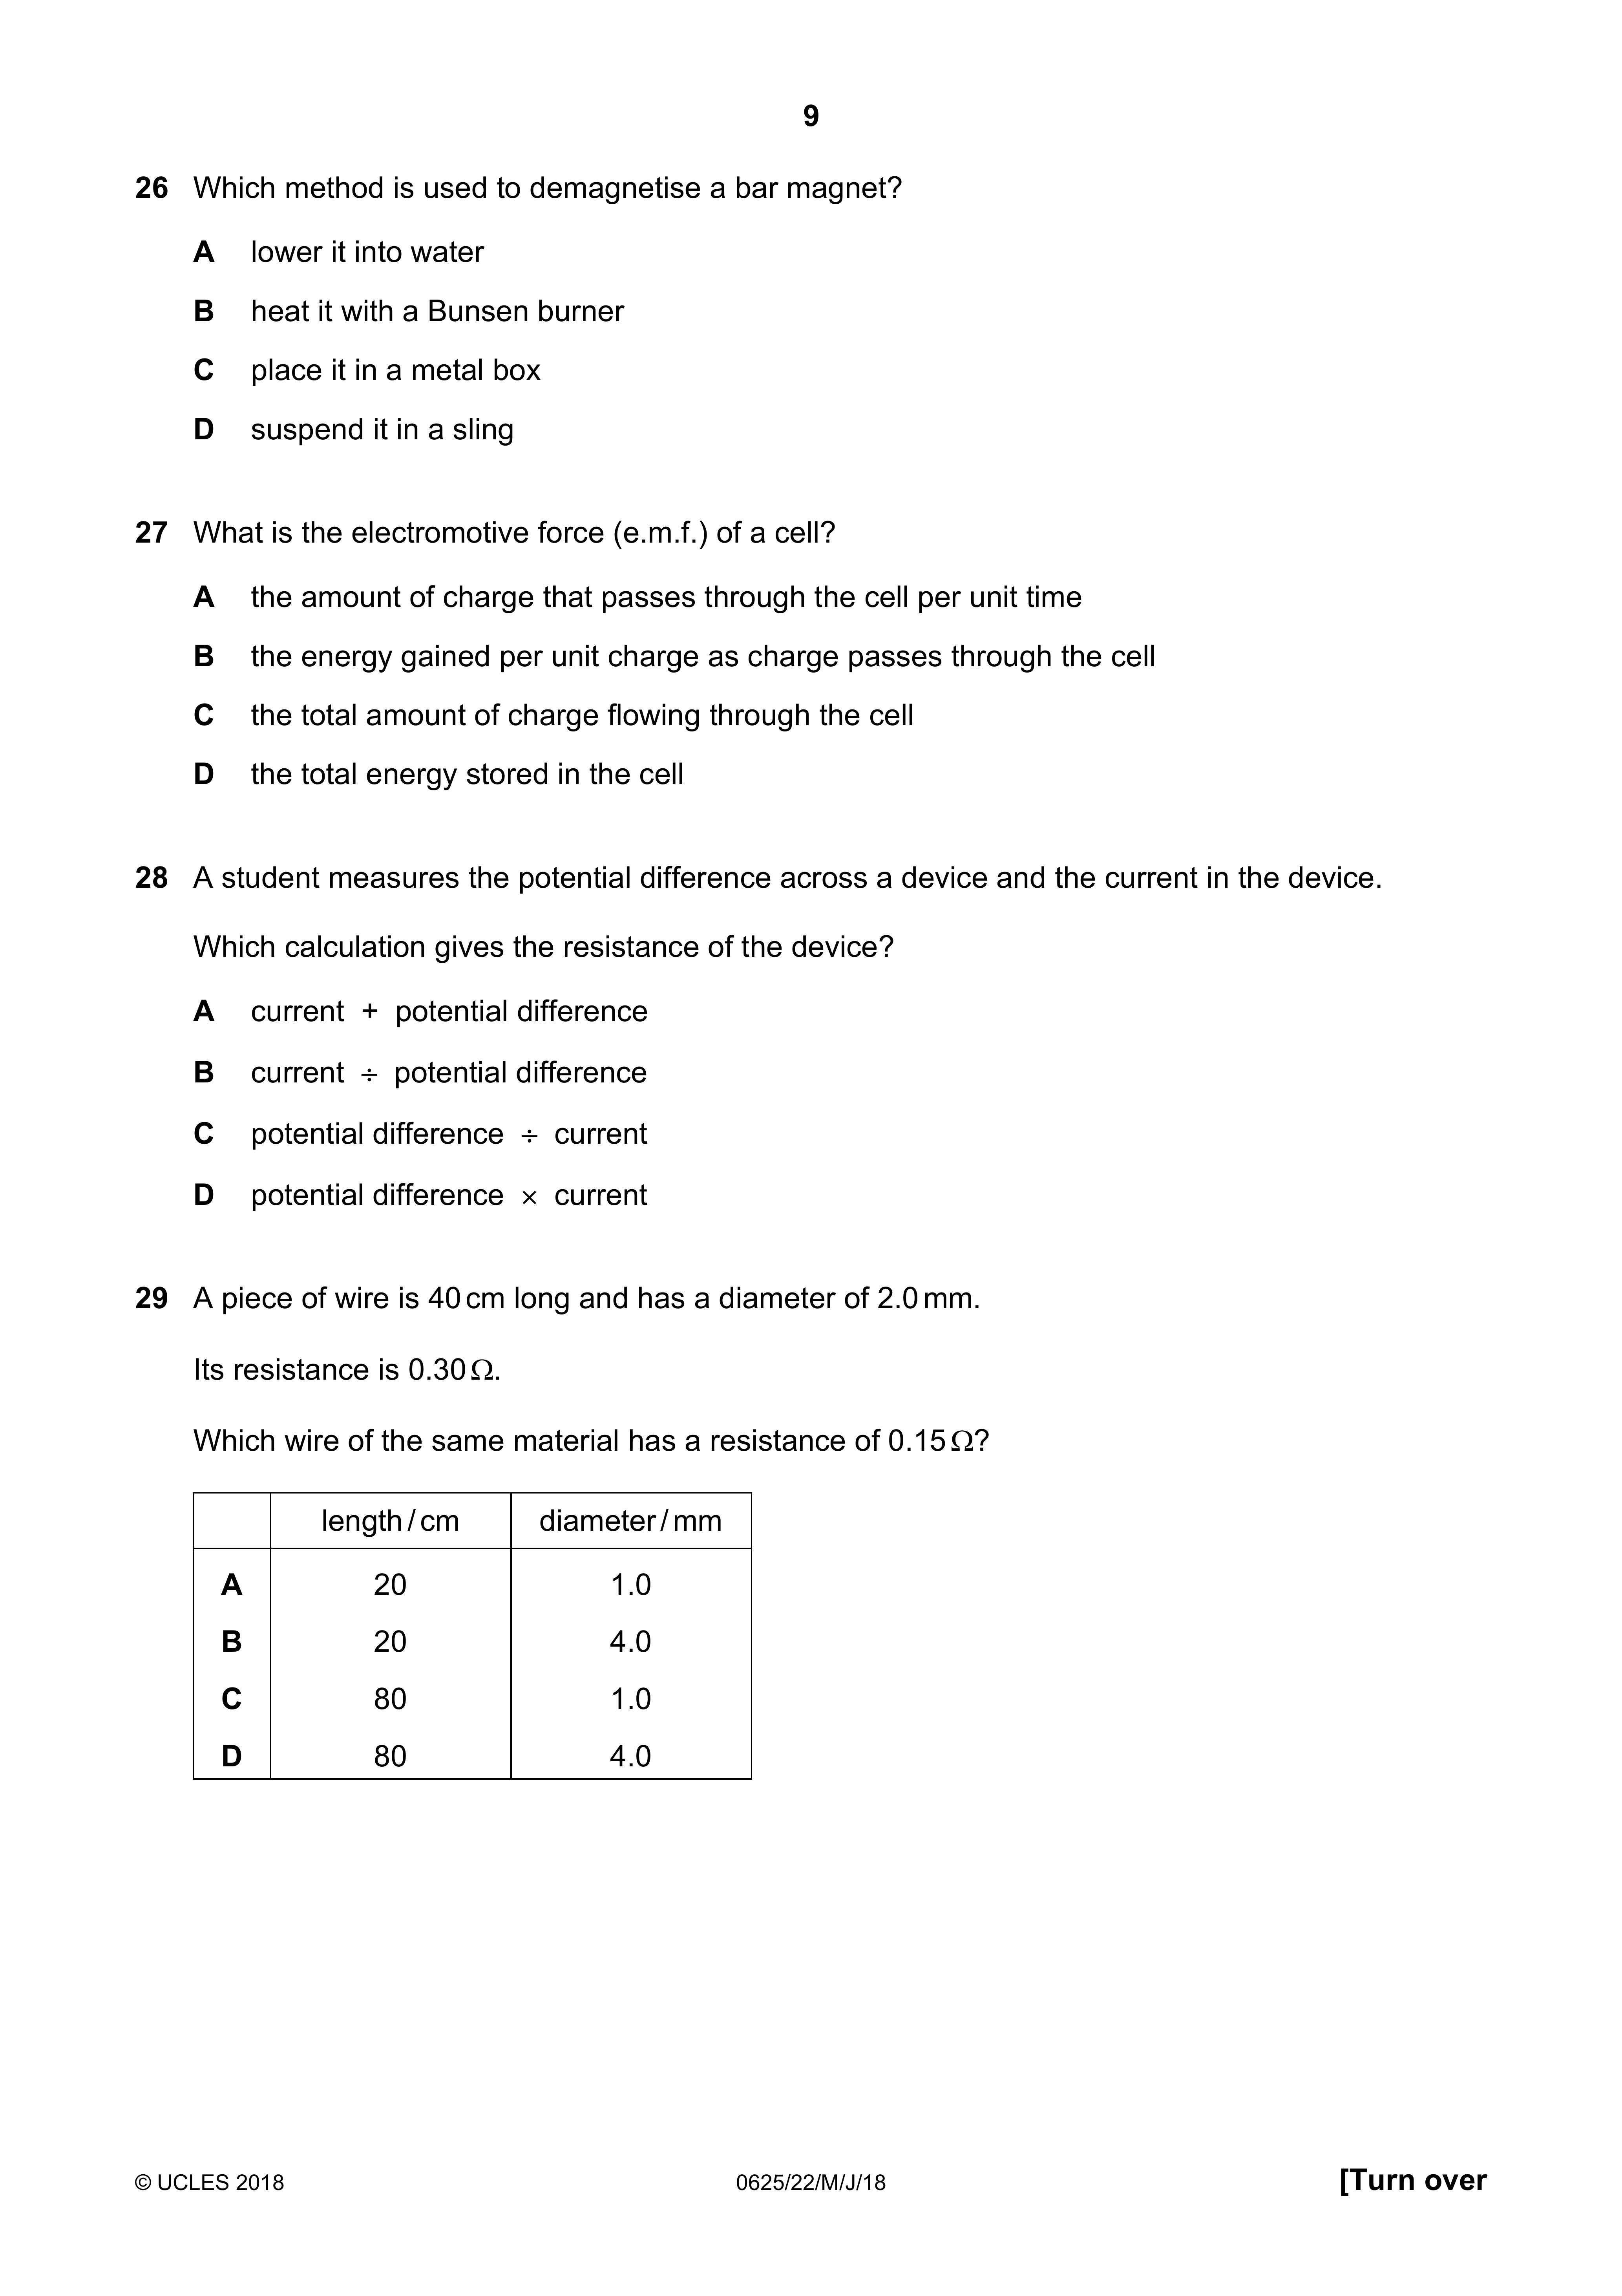 9
26 Which method is used to demagnetise a bar magnet?
A lower it into water
B heat it with a Bunsen burner
C place it in a metal box
D suspend it in a sling
27 What is the electromotive force (e.m.f.) of a cell?
A the amount of charge that passes through the cell per unit time
B the energy gained per unit charge as charge passes through the cell
C the total amount of charge flowing through the cell
D the total energy stored in the cell
28 A student measures the potential difference across a device and the current in the device.
Which calculation gives the resistance of the device?
A current + potential difference
B current ÷ potential difference
C potential difference ÷ current
D potential difference × current
29 A piece of wire is 40 cm long and has a diameter of 2.0 mm.
Its resistance is 0.30 Ω.
Which wire of the same material has a resistance of 0.15 Ω?
length / cm diameter / mm
A 20 1.0
B 20 4.0
C 80 1.0
D 80 4.0
© UCLES 2018 0625/22/M/J/18 [Turn over